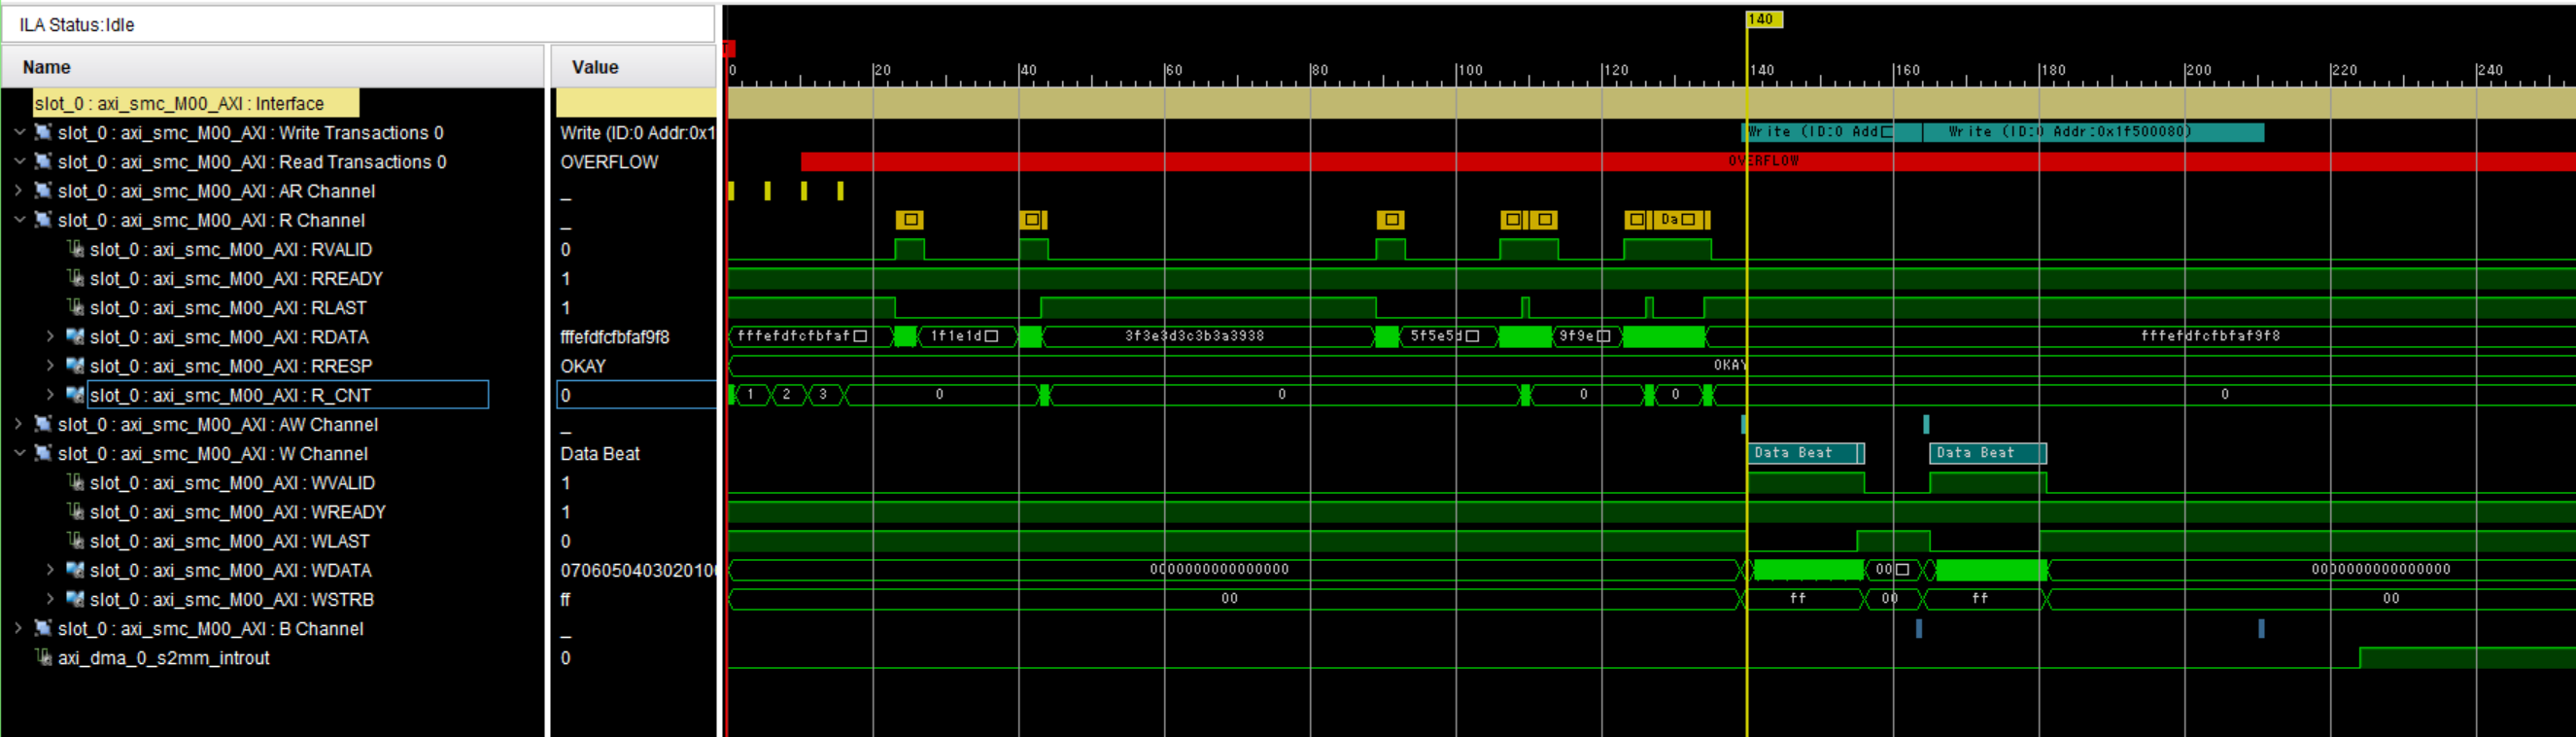 ILA Status:Idle
140
Name Value
T
0 20 40 60 80 100 120 140 160 180 200 220 240
slot_0 : axi_smc_M00_AXI : Interface
slot_0 : axi_smc_M00_AXI : Write Transactions 0 Write (ID:0 Addr:0x1 Write (ID:0 Add Write (ID:0 Addr:0x1f500080)
slot_0 : axi_smc_M00_AXI : Read Transactions 0 OVERFLOW OVERFLOW
slot_0 : axi_smc_M00_AXI : AR Channel _
slot_0 : axi_smc_M00_AXI : R Channel _ Da
slot_0 : axi_smc_M00_AXI : RVALID 0
slot_0 : axi_smc_M00_AXI : RREADY 1
slot_0 : axi_smc_M00_AXI : RLAST 1
slot_0 : axi_smc_M00_AXI : RDATA fffefdfcfbfaf9f8 fffefdfcfbfaf 1f1e1d 3f3e3d3c3b3a3938 5f5e5d 9f9e fffefdfcfbfaf9f8
slot_0 : axi_smc_M00_AXI : RRESP OKAY OKAY
slot_0 : axi_smc_M00_AXI : R_CNT 0 1 2 3 0 0 0 0 0
slot_0 : axi_smc_M00_AXI : AW Channel _
slot_0 : axi_smc_M00_AXI : W Channel Data Beat Data Beat Data Beat
slot_0 : axi_smc_M00_AXI : WVALID 1
slot_0 : axi_smc_M00_AXI : WREADY 1
slot_0 : axi_smc_M00_AXI : WLAST 0
slot_0 : axi_smc_M00_AXI : WDATA 070605040302010 0000000000000000 00 0000000000000000
slot_0 : axi_smc_M00_AXI : WSTRB ff 00 ff 00 ff 00
slot_0 : axi_smc_M00_AXI : B Channel _
axi_dma_0_s2mm_introut 0